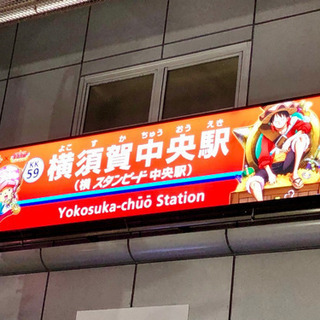 KK
59
よこすかちゅうおうえき
横須賀中央駅
(横 スタンピード 中央駅)
Yokosuka-chūō Station